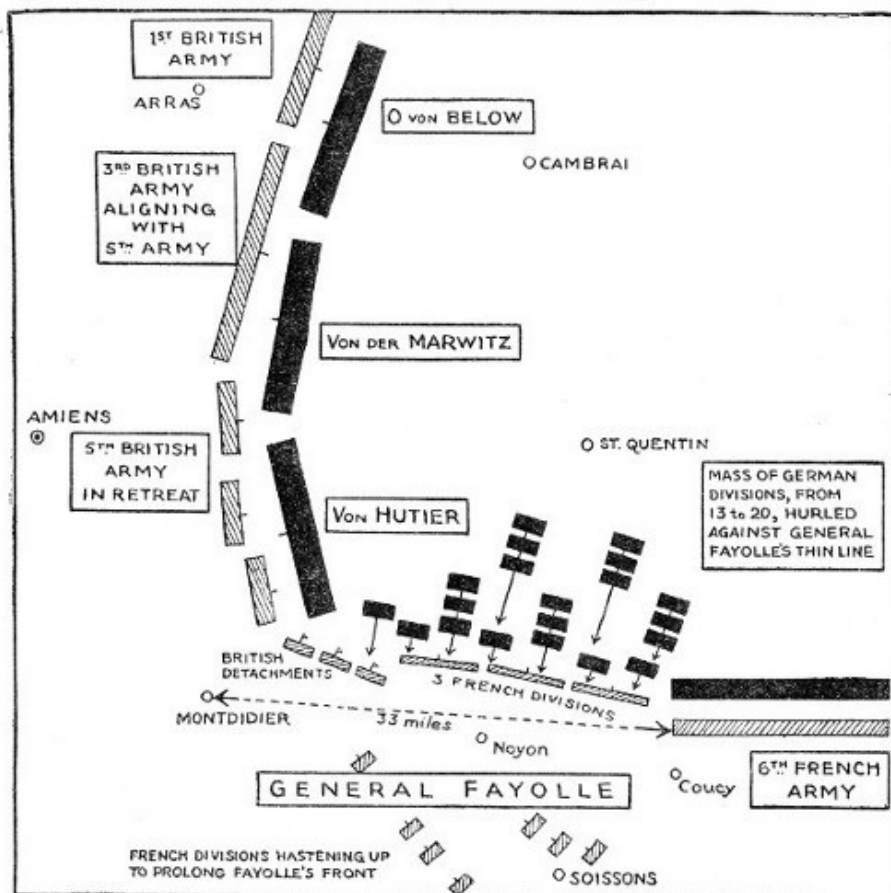 1ST BRITISH
ARMY
ARRAS
O VON BELOW
CAMBRAI
3RD BRITISH
ARMY
ALIGNING
WITH
5TH ARMY
VON DER MARWITZ
AMIENS
5TH BRITISH
ARMY
IN RETREAT
ST. QUENTIN
VON HUTIER
MASS OF GERMAN
DIVISIONS, FROM
13 to 20, HURLED
AGAINST GENERAL
FAYOLLE'S THIN LINE
BRITISH
DETACHMENTS
3 FRENCH DIVISIONS
MONTDIDIER
33 miles
Noyon
GENERAL FAYOLLE
Coucy
6TH FRENCH
ARMY
FRENCH DIVISIONS HASTENING UP
TO PROLONG FAYOLLE'S FRONT
SOISSONS